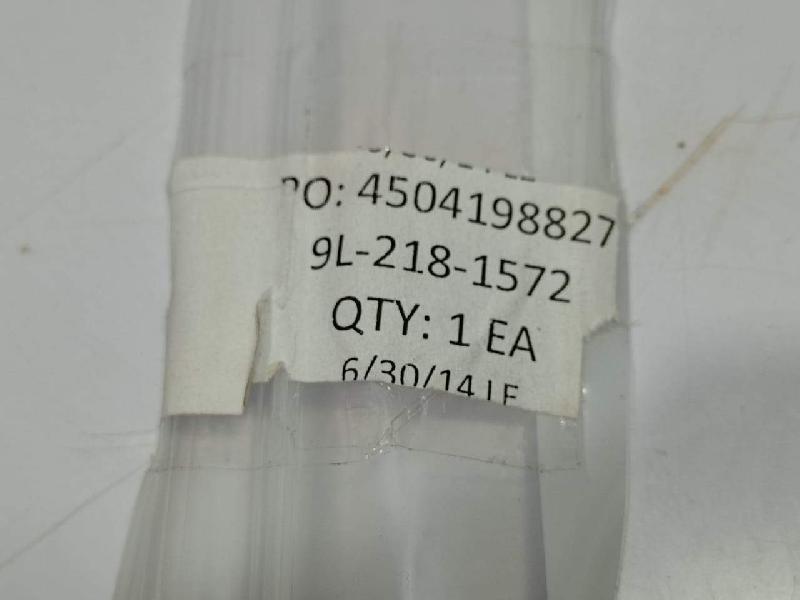 PO: 4504198827
9L-218-1572
QTY: 1 EA
6/30/14 LF